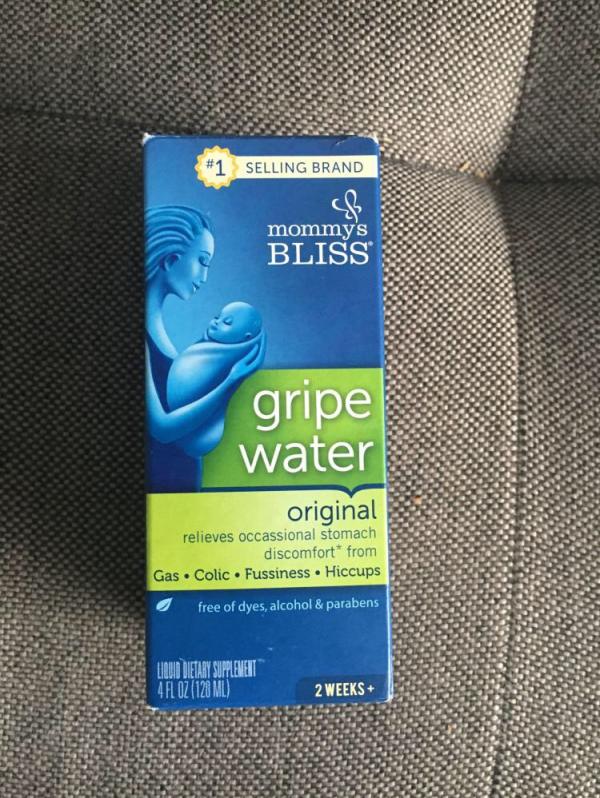 #1 SELLING BRAND
mommy's
BLISS®
gripe
water
original
relieves occassional stomach
discomfort* from
Gas • Colic • Fussiness • Hiccups
free of dyes, alcohol & parabens
LIQUID DIETARY SUPPLEMENT
4 FL OZ (120 ML)
2 WEEKS +